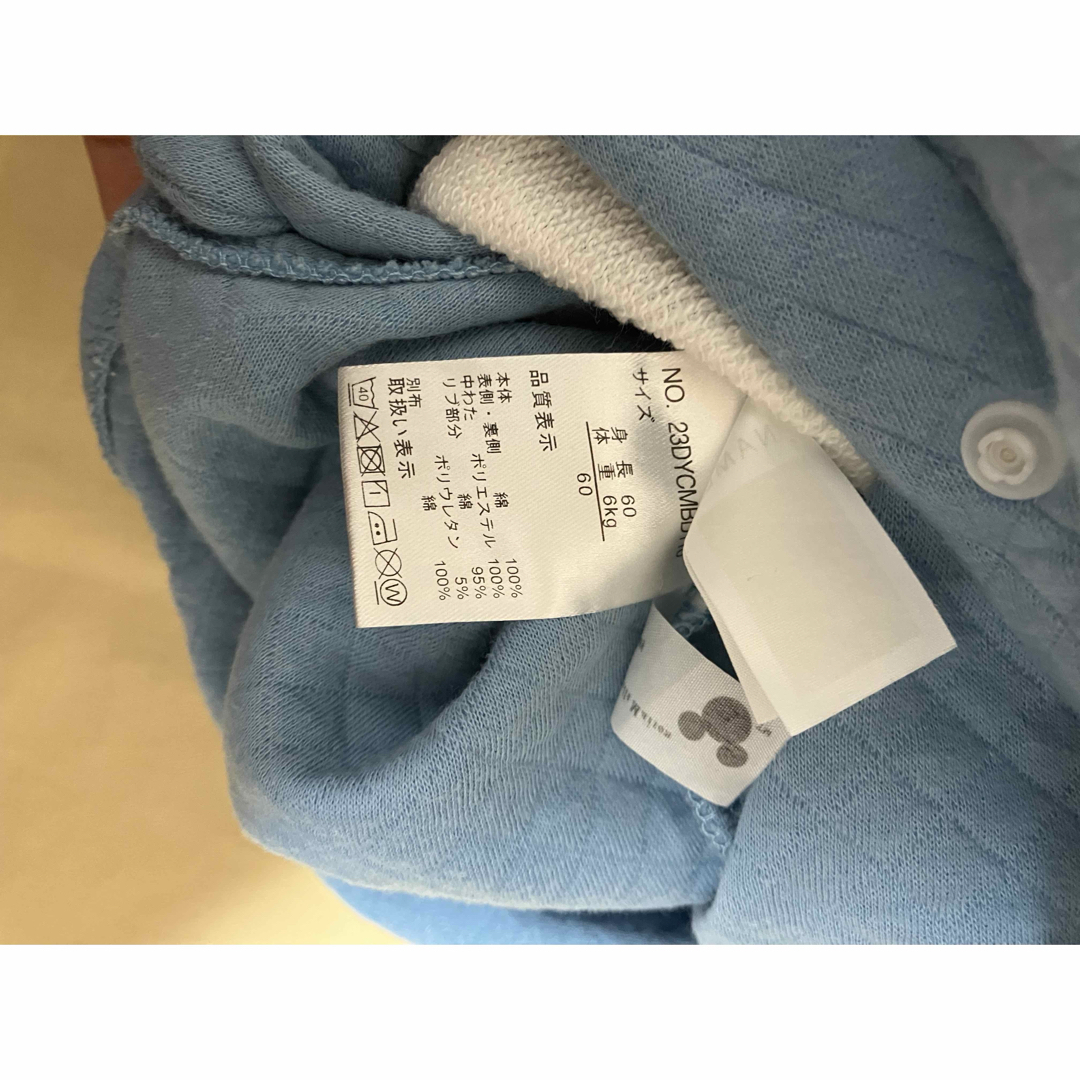 NO. 23DYCMB
サイズ
身長 60
体重 6kg
60
品質表示
本体
表側・裏側 綿 100%
中わた ポリエステル 100%
リブ部分 綿 95%
ポリウレタン 5%
別布 綿 100%
取扱い表示
40
W